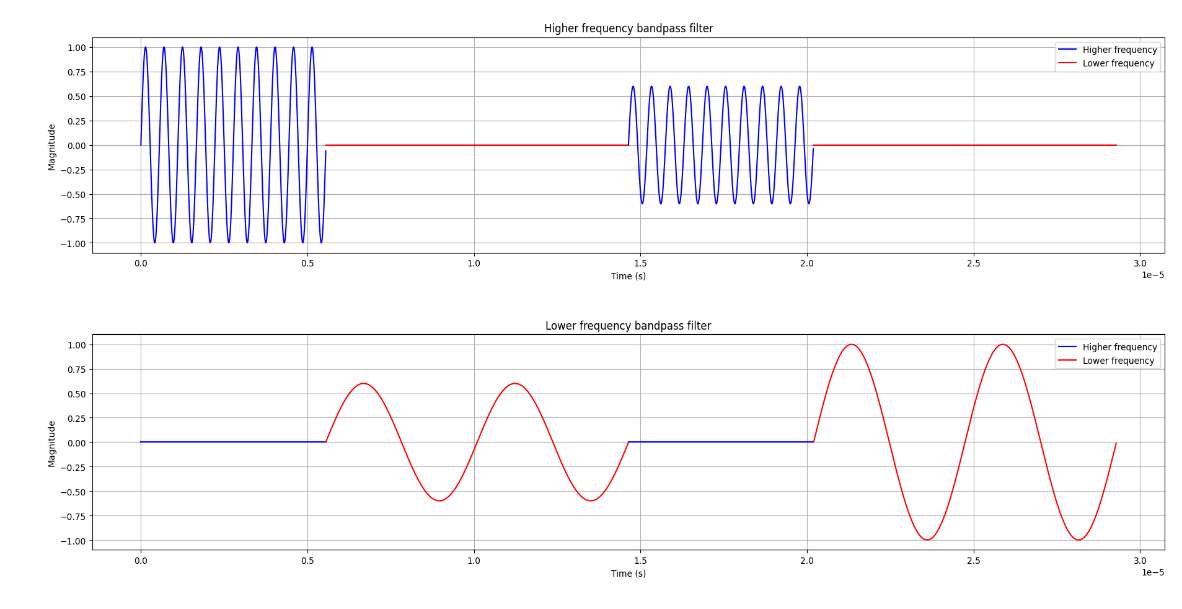 Higher frequency bandpass filter
1.00
0.75
0.50
0.25
0.00
−0.25
−0.50
−0.75
−1.00
Magnitude
Higher frequency
Lower frequency
0.0 0.5 1.0 1.5 2.0 2.5 3.0
1e−5
Time (s)
Lower frequency bandpass filter
1.00
0.75
0.50
0.25
0.00
−0.25
−0.50
−0.75
−1.00
Magnitude
Higher frequency
Lower frequency
0.0 0.5 1.0 1.5 2.0 2.5 3.0
1e−5
Time (s)